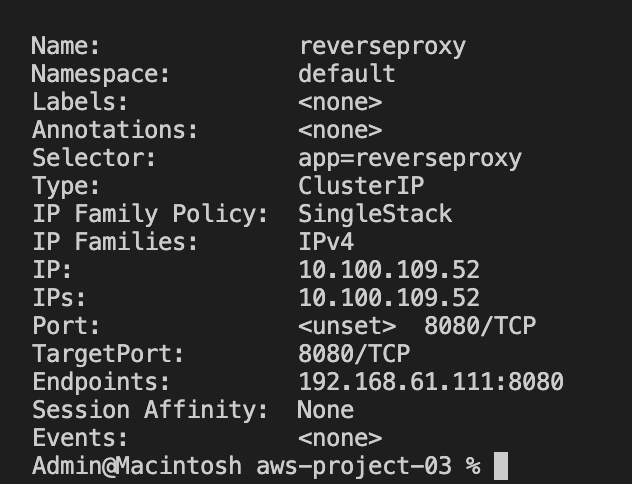 Name: reverseproxy
Namespace: default
Labels: <none>
Annotations: <none>
Selector: app=reverseproxy
Type: ClusterIP
IP Family Policy: SingleStack
IP Families: IPv4
IP: 10.100.109.52
IPs: 10.100.109.52
Port: <unset> 8080/TCP
TargetPort: 8080/TCP
Endpoints: 192.168.61.111:8080
Session Affinity: None
Events: <none>
Admin@Macintosh aws-project-03 %